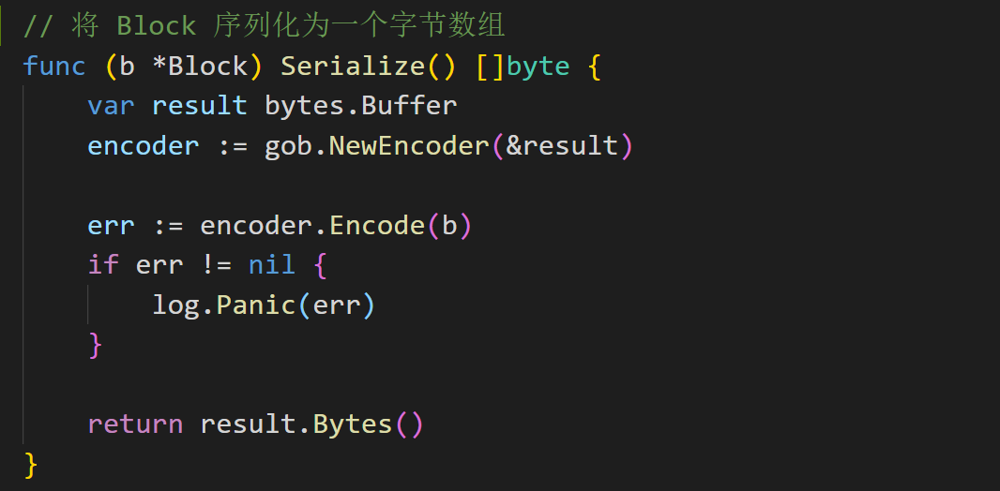 // 将 Block 序列化为一个字节数组
func (b *Block) Serialize() []byte {
    var result bytes.Buffer
    encoder := gob.NewEncoder(&result)

    err := encoder.Encode(b)
    if err != nil {
        log.Panic(err)
    }

    return result.Bytes()
}